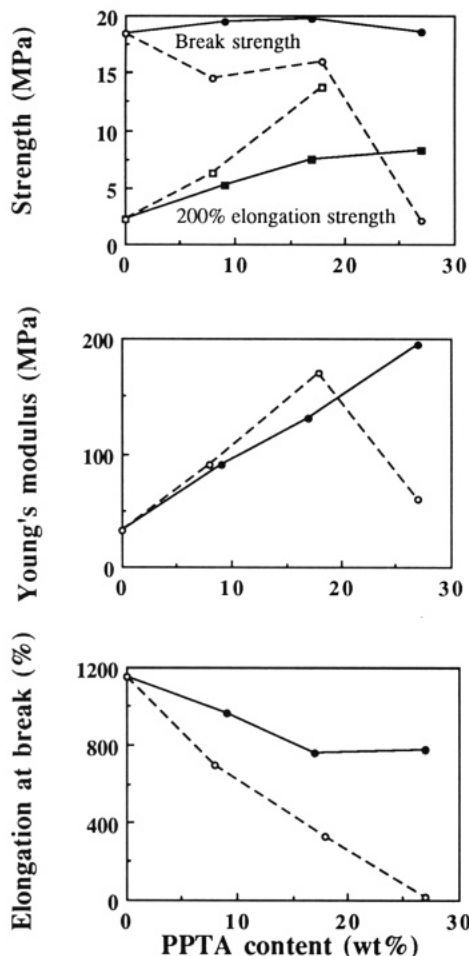 Strength (MPa)
20
15
10
5
0
Break strength
200% elongation strength
0 10 20 30
Young's modulus (MPa)
200
100
0
0 10 20 30
Elongation at break (%)
1200
800
400
0
0 10 20 30
PPTA content (wt%)